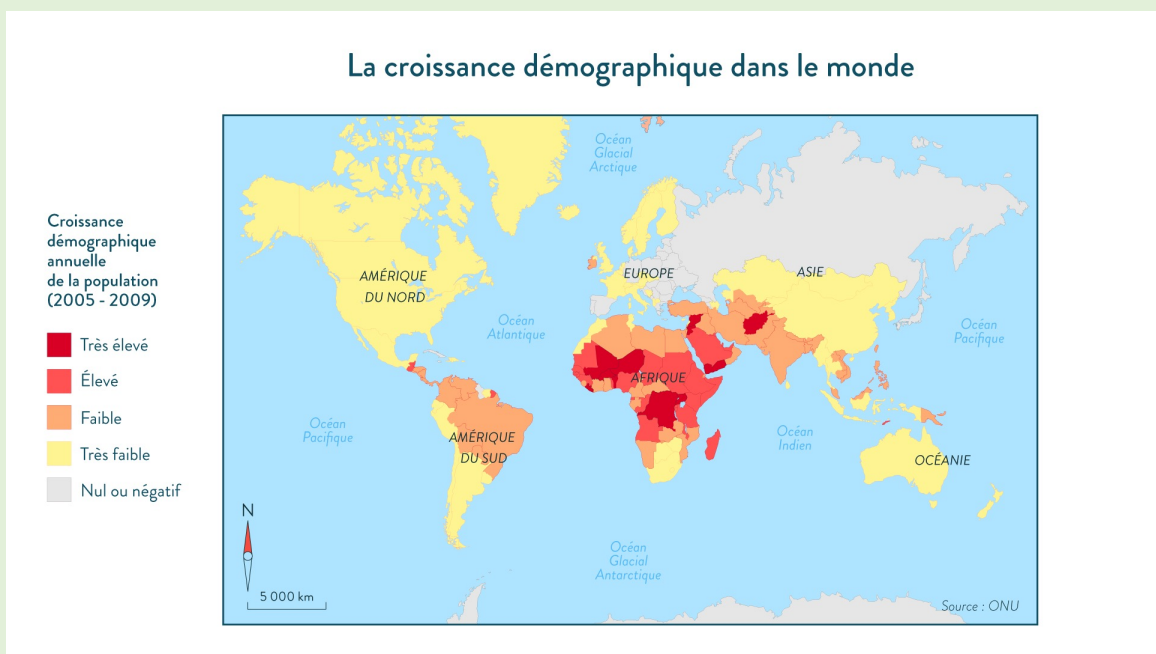 La croissance démographique dans le monde
Croissance
démographique
annuelle
de la population
(2005 - 2009)
Très élevé
Élevé
Faible
Très faible
Nul ou négatif
Océan
Glacial
Arctique
AMÉRIQUE
DU NORD
EUROPE
ASIE
Océan
Atlantique
Océan
Pacifique
AFRIQUE
Océan
Pacifique
AMÉRIQUE
DU SUD
Océan
Indien
OCÉANIE
N
5 000 km
Océan
Glacial
Antarctique
Source : ONU